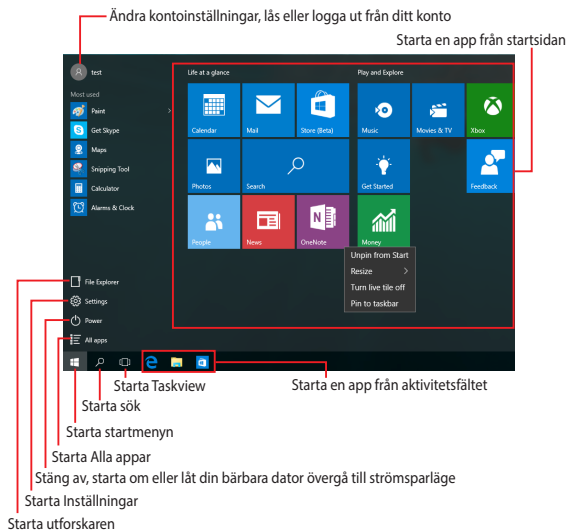 Ändra kontoinställningar, lås eller logga ut från ditt konto
Starta en app från startsidan
test
Life at a glance
Play and Explore
Most used
Paint
Get Skype
Maps
Snipping Tool
Calculator
Alarms & Clock
Calendar
Mail
Store (Beta)
Music
Movies & TV
Xbox
Photos
Search
Get Started
Feedback
People
News
OneNote
Money
Unpin from Start
Resize
Turn live tile off
Pin to taskbar
File Explorer
Settings
Power
All apps
Starta Taskview
Starta en app från aktivitetsfältet
Starta sök
Starta startmenyn
Starta Alla appar
Stäng av, starta om eller låt din bärbara dator övergå till strömsparläge
Starta Inställningar
Starta utforskaren